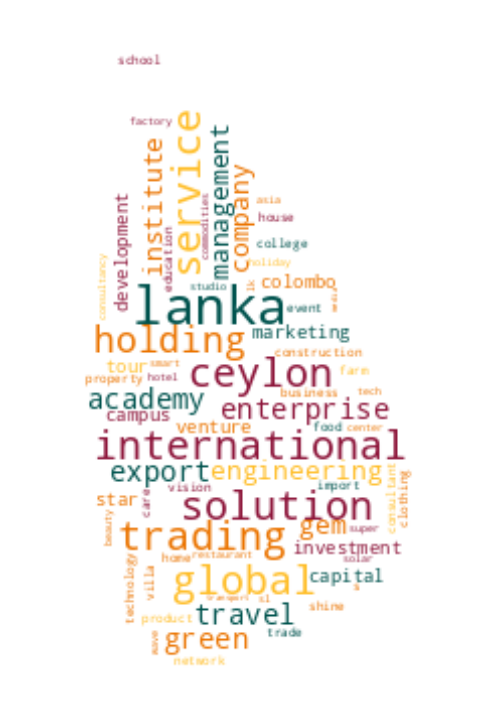 school
factory
service
institute
management
company
development
education
commodities
asia
house
college
holiday
consultancy
studio
lk
colombo
lanka
event
holding
marketing
construction
tour
smart
ceylon
farm
property
hotel
business
tech
academy
enterprise
campus
venture
food
center
international
export
engineering
consultant
clothing
vision
import
care
star
solution
beauty
trading
gem
super
investment
home
restaurant
solar
technology
villa
global
capital
s
transport
sl
shine
travel
product
trade
wave
green
network